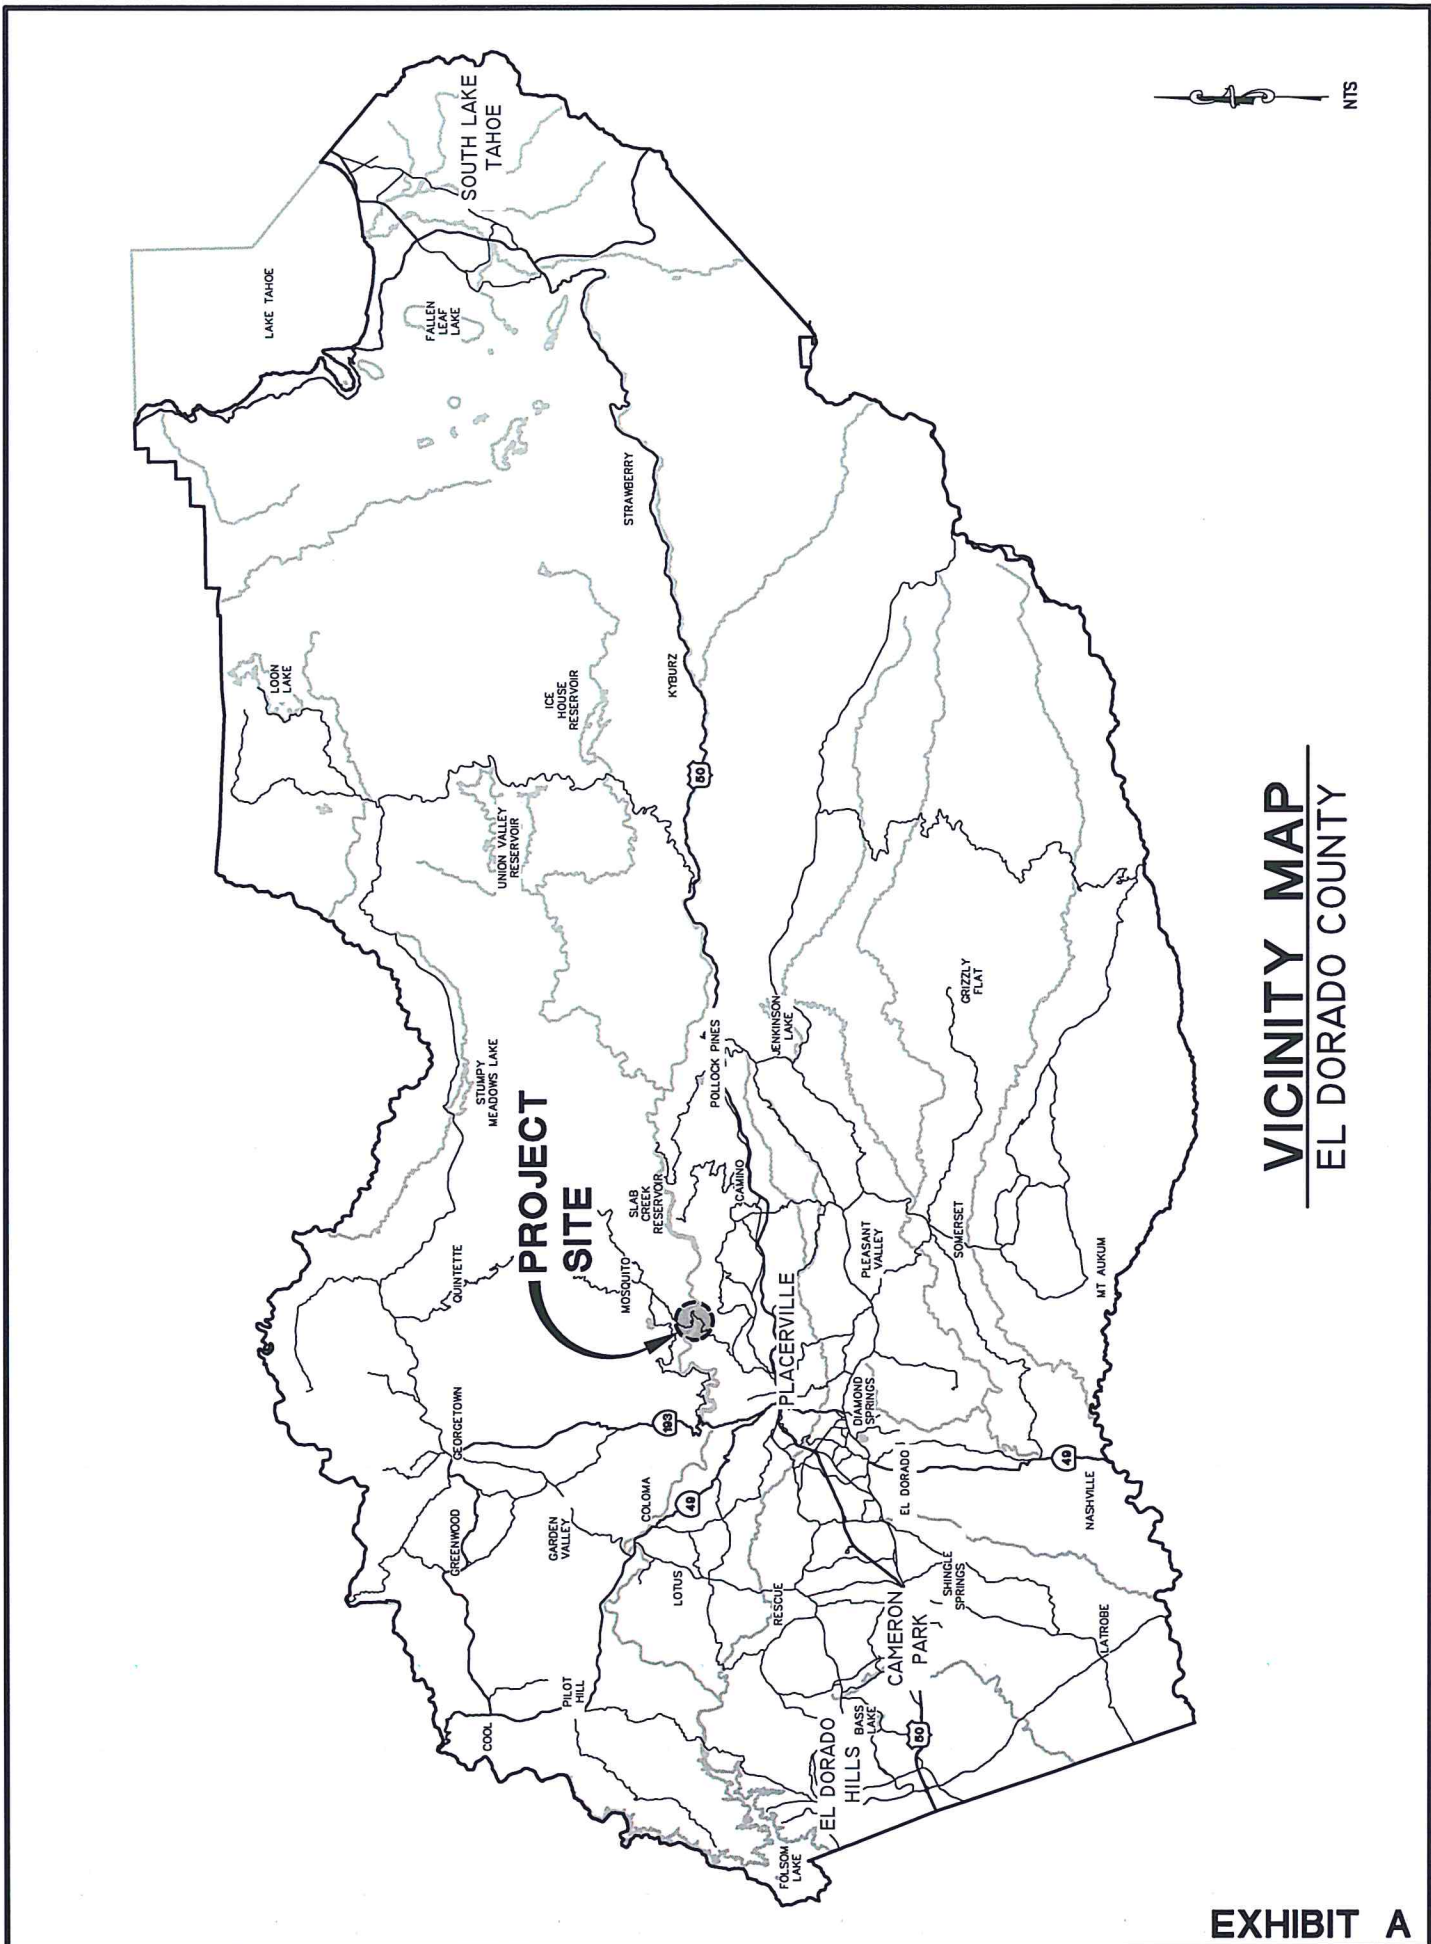 SOUTH LAKE
TAHOE
LAKE TAHOE
FALLEN
LEAF
LAKE
STRAWBERRY
LOON
LAKE
ICE
HOUSE
RESERVOIR
KYBURZ
50
UNION VALLEY
RESERVOIR
STUMPY
MEADOWS LAKE
POLLOCK PINES
JENKINSON
LAKE
GRIZZLY
FLAT
PROJECT
SITE
SLAB
CREEK
RESERVOIR
CAMINO
QUINTETTE
MOSQUITO
PLEASANT
VALLEY
SOMERSET
MT AUKUM
PLACERVILLE
GEORGETOWN
193
DIAMOND
SPRINGS
GREENWOOD
GARDEN
VALLEY
COLOMA
49
EL DORADO
49
NASHVILLE
LOTUS
RESCUE
SHINGLE
SPRINGS
CAMERON
PARK
LATROBE
PILOT
HILL
COOL
BASS
LAKE
50
EL DORADO
HILLS
FOLSOM
LAKE
NTS
VICINITY MAP
EL DORADO COUNTY
EXHIBIT A